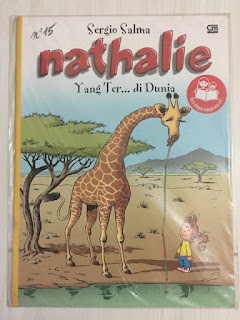 n° 15
Sergio Salma
nathalie
Yang Ter... di Dunia